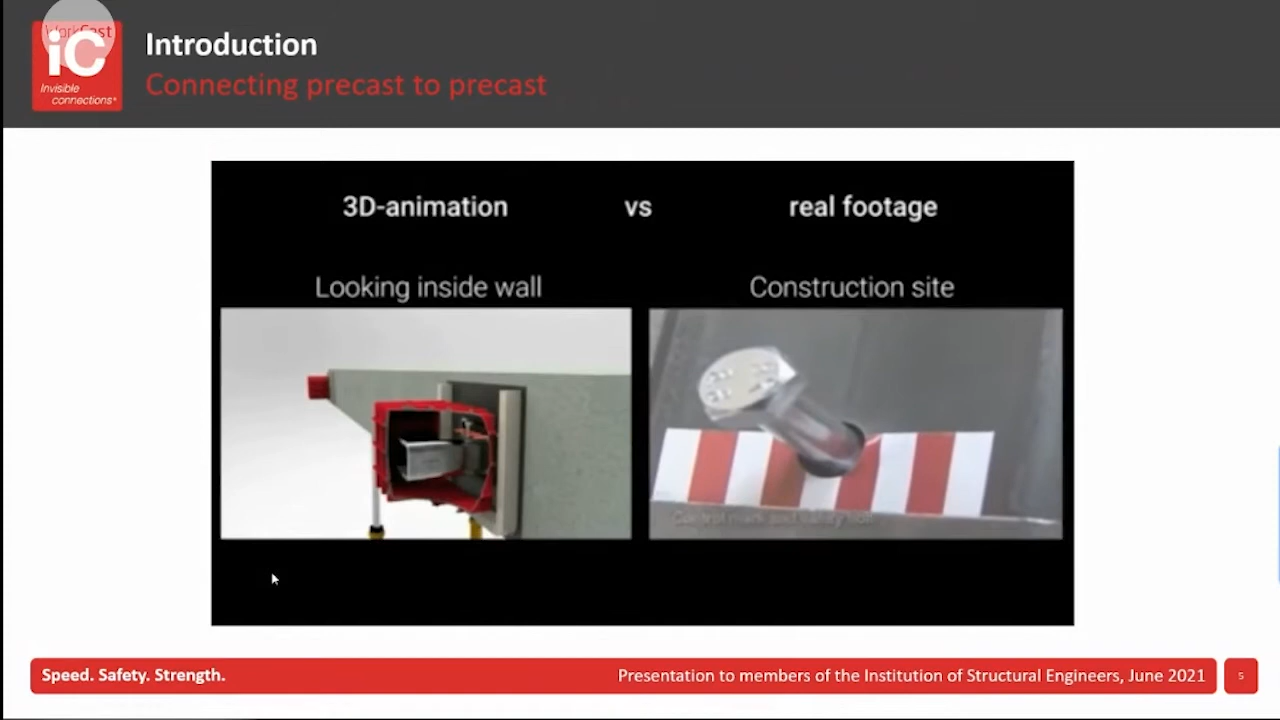 WorkCast
iC
Invisible
connections®
Introduction
Connecting precast to precast
3D-animation vs real footage
Looking inside wall Construction site
Speed. Safety. Strength. Presentation to members of the Institution of Structural Engineers, June 2021 5